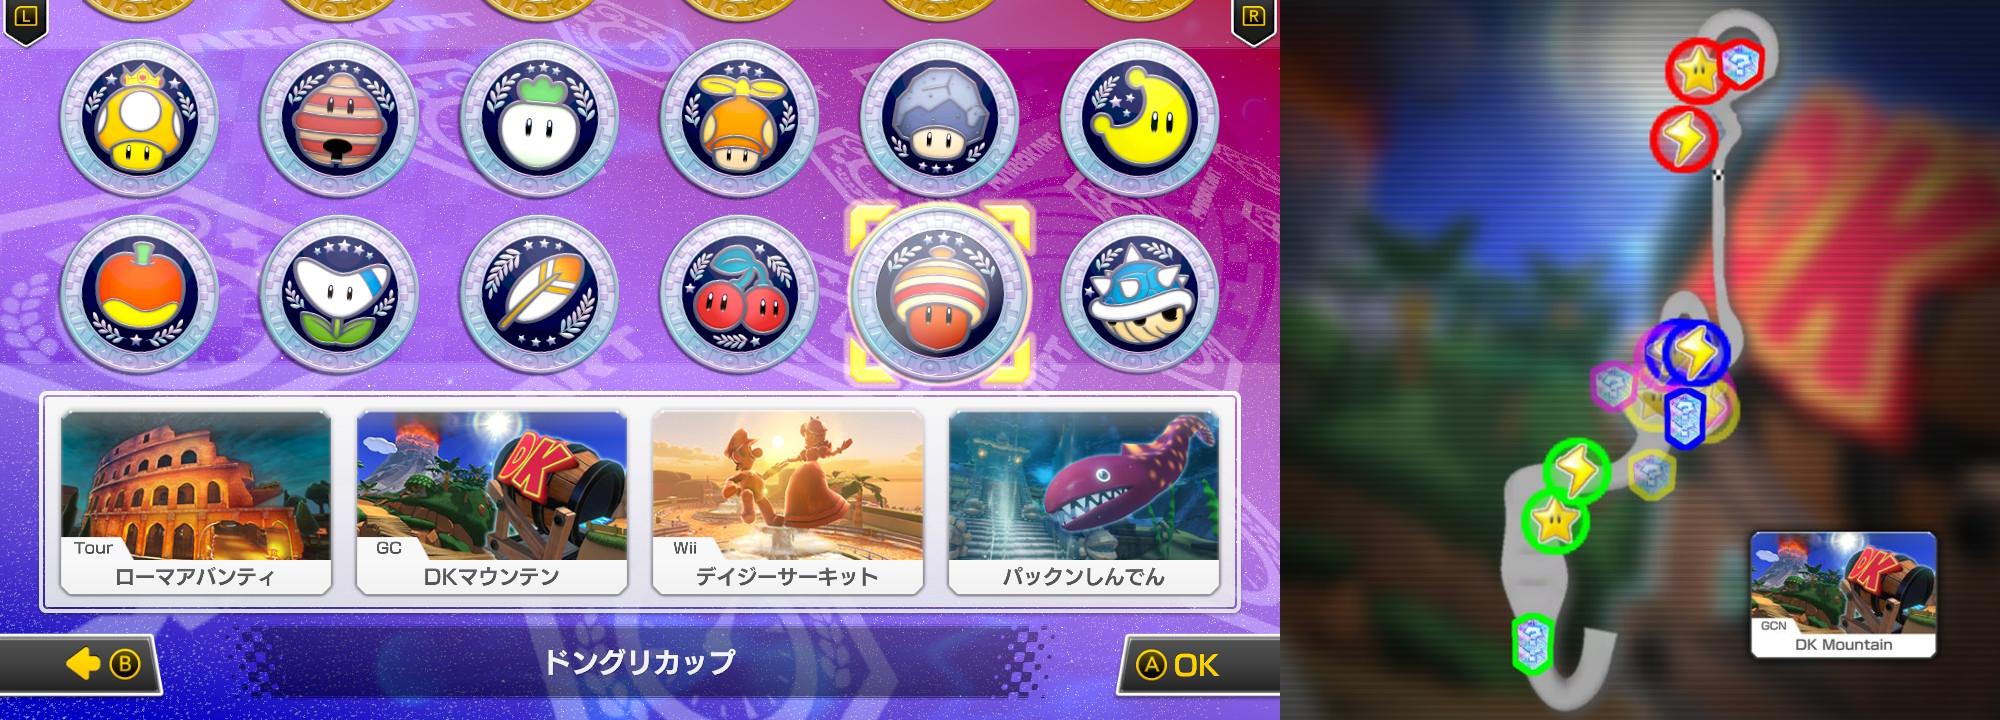 L
R
Tour
ローマアバンティ
GC
DKマウンテン
Wii
デイジーサーキット
パックンしんでん
B
ドングリカップ
A OK
DK
GCN
DK Mountain